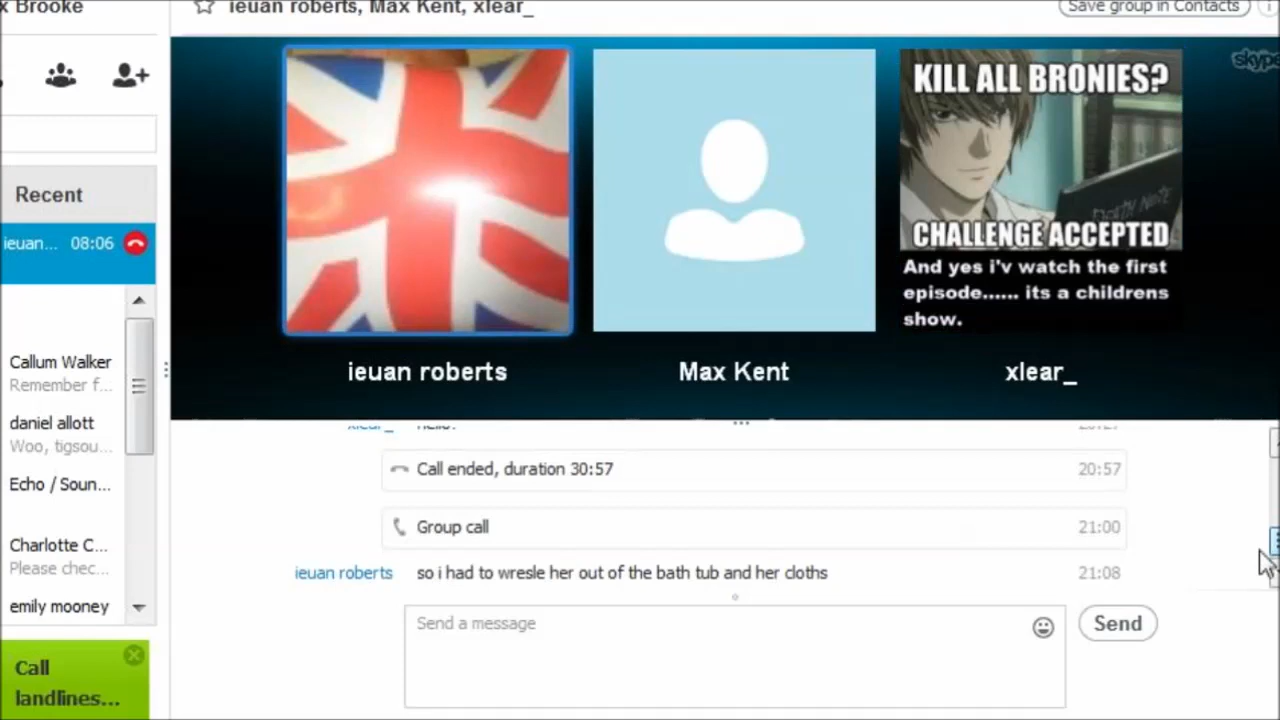 x Brooke
ieuan roberts, Max Kent, xlear_
Save group in Contacts
skype
Recent
ieuan... 08:06
Callum Walker
Remember f...
daniel allott
Woo, tigsou...
Echo / Soun...
Charlotte C...
Please chec...
emily mooney
Call
landlines...
KILL ALL BRONIES?
DEATH NOTE
CHALLENGE ACCEPTED
And yes i'v watch the first
episode...... its a childrens
show.
ieuan roberts
Max Kent
xlear_
Call ended, duration 30:57 20:57
Group call 21:00
ieuan roberts so i had to wresle her out of the bath tub and her cloths 21:08
Send a message
Send